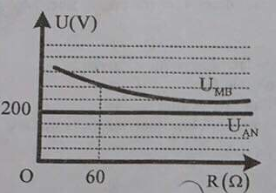 U(V)
U_MB
200
U_AN
O 60 R(Ω)